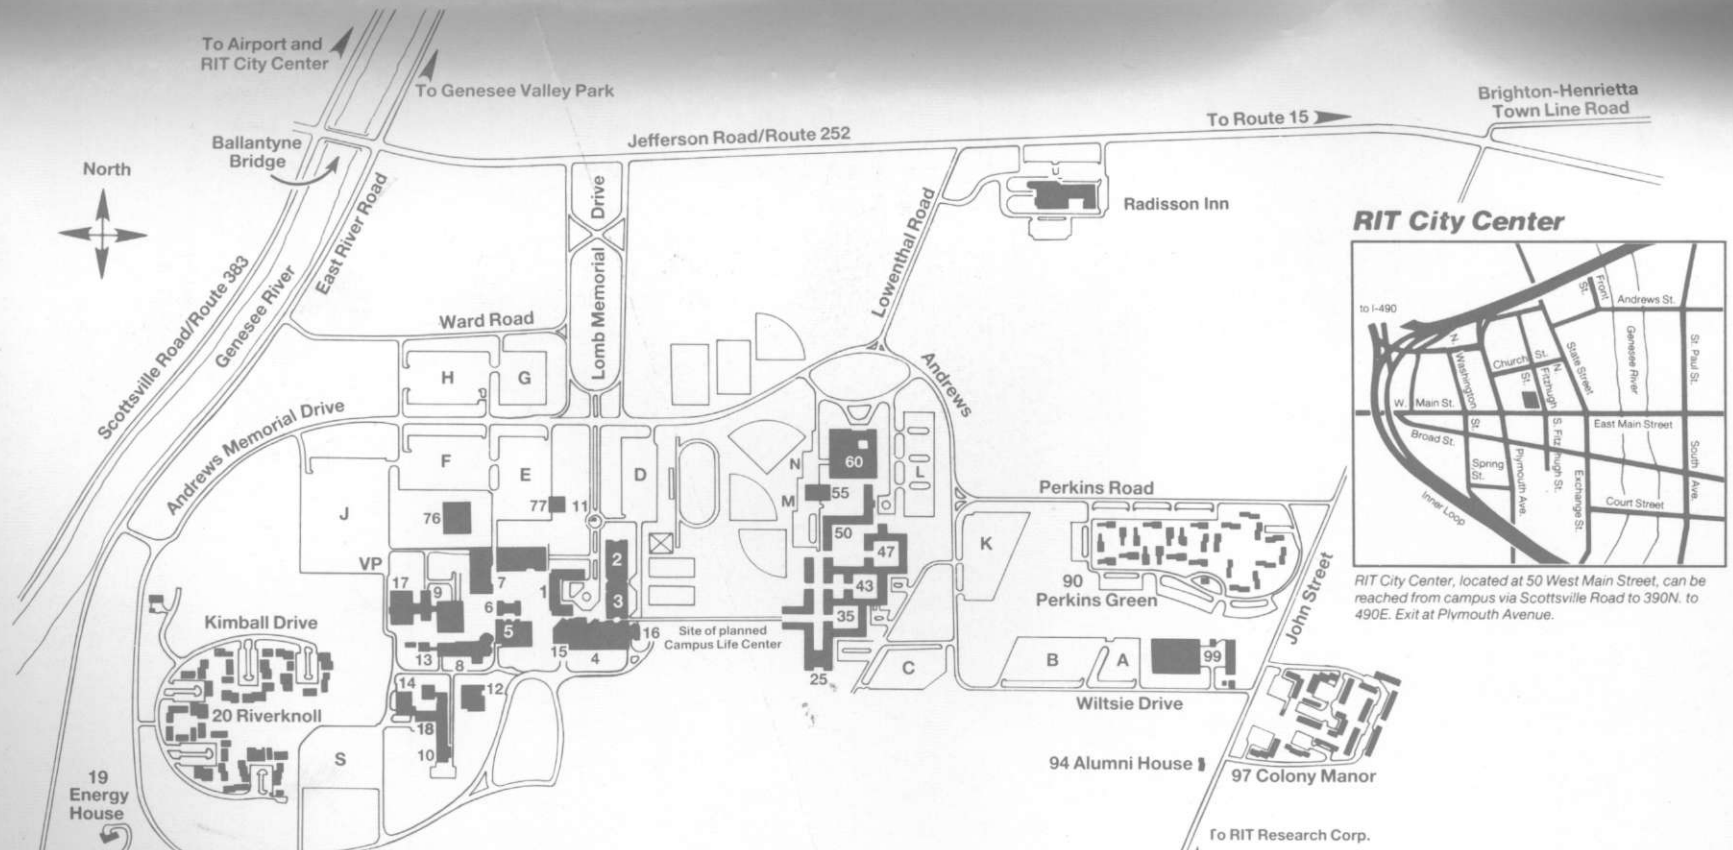 To Airport and
RIT City Center
To Genesee Valley Park
Ballantyne
Bridge
North
Jefferson Road/Route 252
To Route 15
Brighton-Henrietta
Town Line Road
Radisson Inn
Scottsville Road/Route 383
Genesee River
East River Road
Lomb Memorial
Drive
Lowenthal Road
Ward Road
Andrews Memorial Drive
Andrews
H
G
P
F
E
D
J
VP
N
M
L
K
C
B
A
S
76
77
11
17
9
7
1
2
3
6
5
16
15
4
13
8
14
12
18
10
60
55
50
47
43
35
25
Site of planned
Campus Life Center
Perkins Road
90
Perkins Green
99
Wiltsie Drive
John Street
Kimball Drive
20 Riverknoll
19
Energy
House
94 Alumni House
97 Colony Manor
To RIT Research Corp.
RIT City Center
to I-490
Front
St.
Andrews St.
N.
Washington
St.
Church St.
St.
N.
Fitzhugh
State Street
Genesee River
St. Paul St.
W. Main St.
East Main Street
Broad St.
Spring
St.
Plymouth Ave.
S. Fitzhugh St.
Exchange St.
South Ave.
Court Street
Inner Loop
RIT City Center, located at 50 West Main Street, can be
reached from campus via Scottsville Road to 390N. to
490E. Exit at Plymouth Avenue.